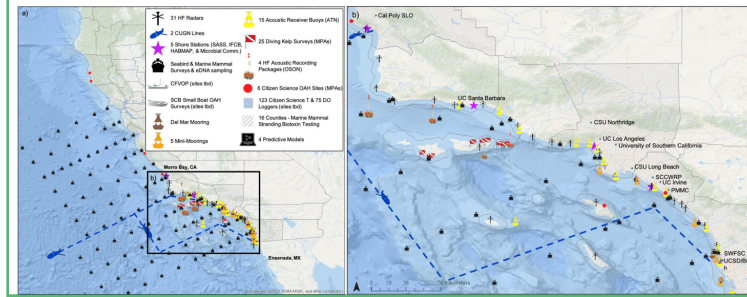 a)
31 HF Radars
2 CUGN Lines
5 Shore Stations (SASS, IFCB,
HABMAP, & Microbial Comm.)
Seabird & Marine Mammal
Surveys & eDNA sampling
CFVOP (sites tbd)
SCB Small Boat OAH
Surveys (sites tbd)
Del Mar Mooring
5 Mini-Moorings
15 Acoustic Receiver Buoys (ATN)
25 Diving Kelp Surveys (MPAs)
4 HF Acoustic Recording
Packages (OSON)
6 Citizen Science OAH Sites (MPAs)
123 Citizen Science T & 75 DO
Loggers (sites tbd)
16 Counties - Marine Mammal
Stranding Biotoxin Testing
4 Predictive Models
Morro Bay, CA
b)
Ensenada, MX
b)
Cal Poly SLO
UC Santa Barbara
CSU Northridge
UC Los Angeles
University of Southern California
CSU Long Beach
SCCWRP
UC Irvine
PMMC
SWFSC
UCSD/Bi
h